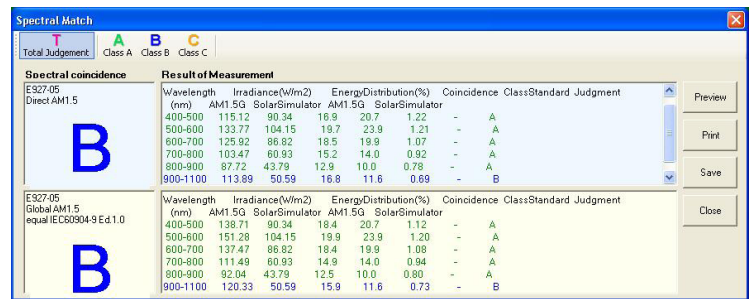 Spectral Match
T A B C
Total Judgement Class A Class B Class C
Spectral coincidence Result of Measurement
E927-05
Direct AM1.5
B
Wavelength Irradiance(W/m2) EnergyDistribution(%) Coincidence ClassStandard Judgment
(nm) AM1.5G SolarSimulator AM1.5G SolarSimulator
400-500 115.12 90.34 16.9 20.7 1.22 - A
500-600 133.77 104.15 19.7 23.9 1.21 - A
600-700 125.92 86.82 18.5 19.9 1.07 - A
700-800 103.47 60.93 15.2 14.0 0.92 - A
800-900 87.72 43.79 12.9 10.0 0.78 - A
900-1100 113.89 50.59 16.8 11.6 0.69 - B
Preview
Print
Save
Close
E927-05
Global AM1.5
equal IEC60904-9 Ed.1.0
B
Wavelength Irradiance(W/m2) EnergyDistribution(%) Coincidence ClassStandard Judgment
(nm) AM1.5G SolarSimulator AM1.5G SolarSimulator
400-500 138.71 90.34 18.4 20.7 1.12 - A
500-600 151.28 104.15 19.9 23.9 1.20 - A
600-700 137.47 86.82 18.4 19.9 1.08 - A
700-800 111.49 60.93 14.9 14.0 0.94 - A
800-900 92.04 43.79 12.5 10.0 0.80 - A
900-1100 120.33 50.59 15.9 11.6 0.73 - B